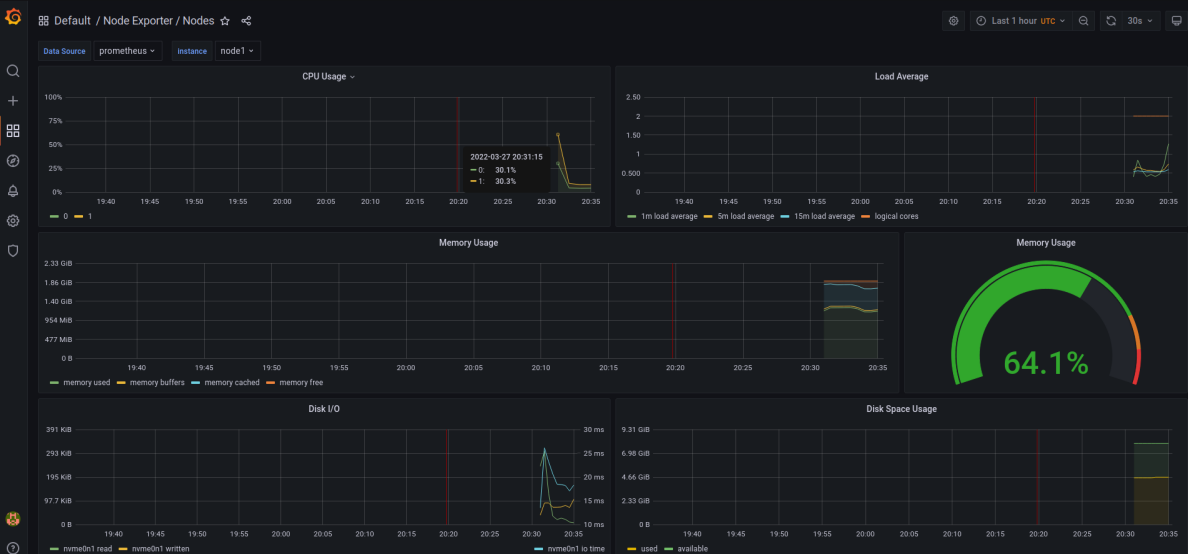 Default / Node Exporter / Nodes
Last 1 hour UTC
30s
Data Source prometheus Instance node1
CPU Usage
100%
75%
50%
25%
0%
19:40 19:45 19:50 19:55 20:00 20:05 20:10 20:15 20:20 20:25 20:30 20:35
2022-03-27 20:31:15
0: 30.1%
1: 30.3%
0 1
Load Average
2.50
2
1.50
1
0.500
0
19:40 19:45 19:50 19:55 20:00 20:05 20:10 20:15 20:20 20:25 20:30 20:35
1m load average 5m load average 15m load average logical cores
Memory Usage
2.33 GiB
1.86 GiB
1.40 GiB
954 MiB
477 MiB
0 B
19:40 19:45 19:50 19:55 20:00 20:05 20:10 20:15 20:20 20:25 20:30 20:35
memory used memory buffers memory cached memory free
Memory Usage
64.1%
Disk I/O
391 KiB
293 KiB
195 KiB
97.7 KiB
0 B
30 ms
25 ms
20 ms
15 ms
10 ms
19:40 19:45 19:50 19:55 20:00 20:05 20:10 20:15 20:20 20:25 20:30 20:35
nvme0n1 read nvme0n1 written nvme0n1 io time
Disk Space Usage
9.31 GiB
6.98 GiB
4.66 GiB
2.33 GiB
0 B
19:40 19:45 19:50 19:55 20:00 20:05 20:10 20:15 20:20 20:25 20:30 20:35
used available